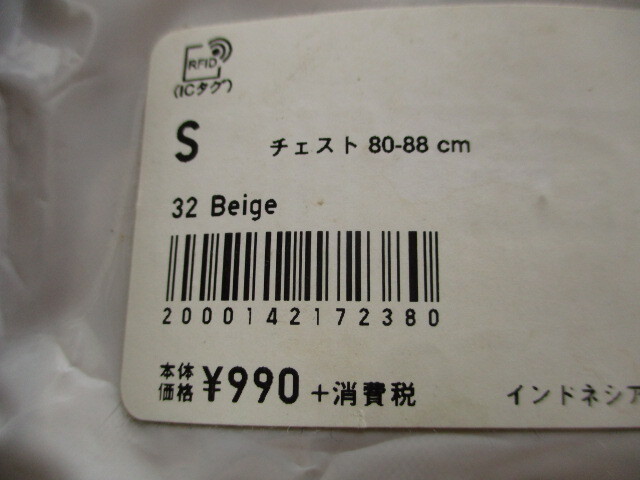 RFID
(ICタグ)
S チェスト 80-88 cm
32 Beige
2000142172380
本体価格 ¥990 +消費税 インドネシア